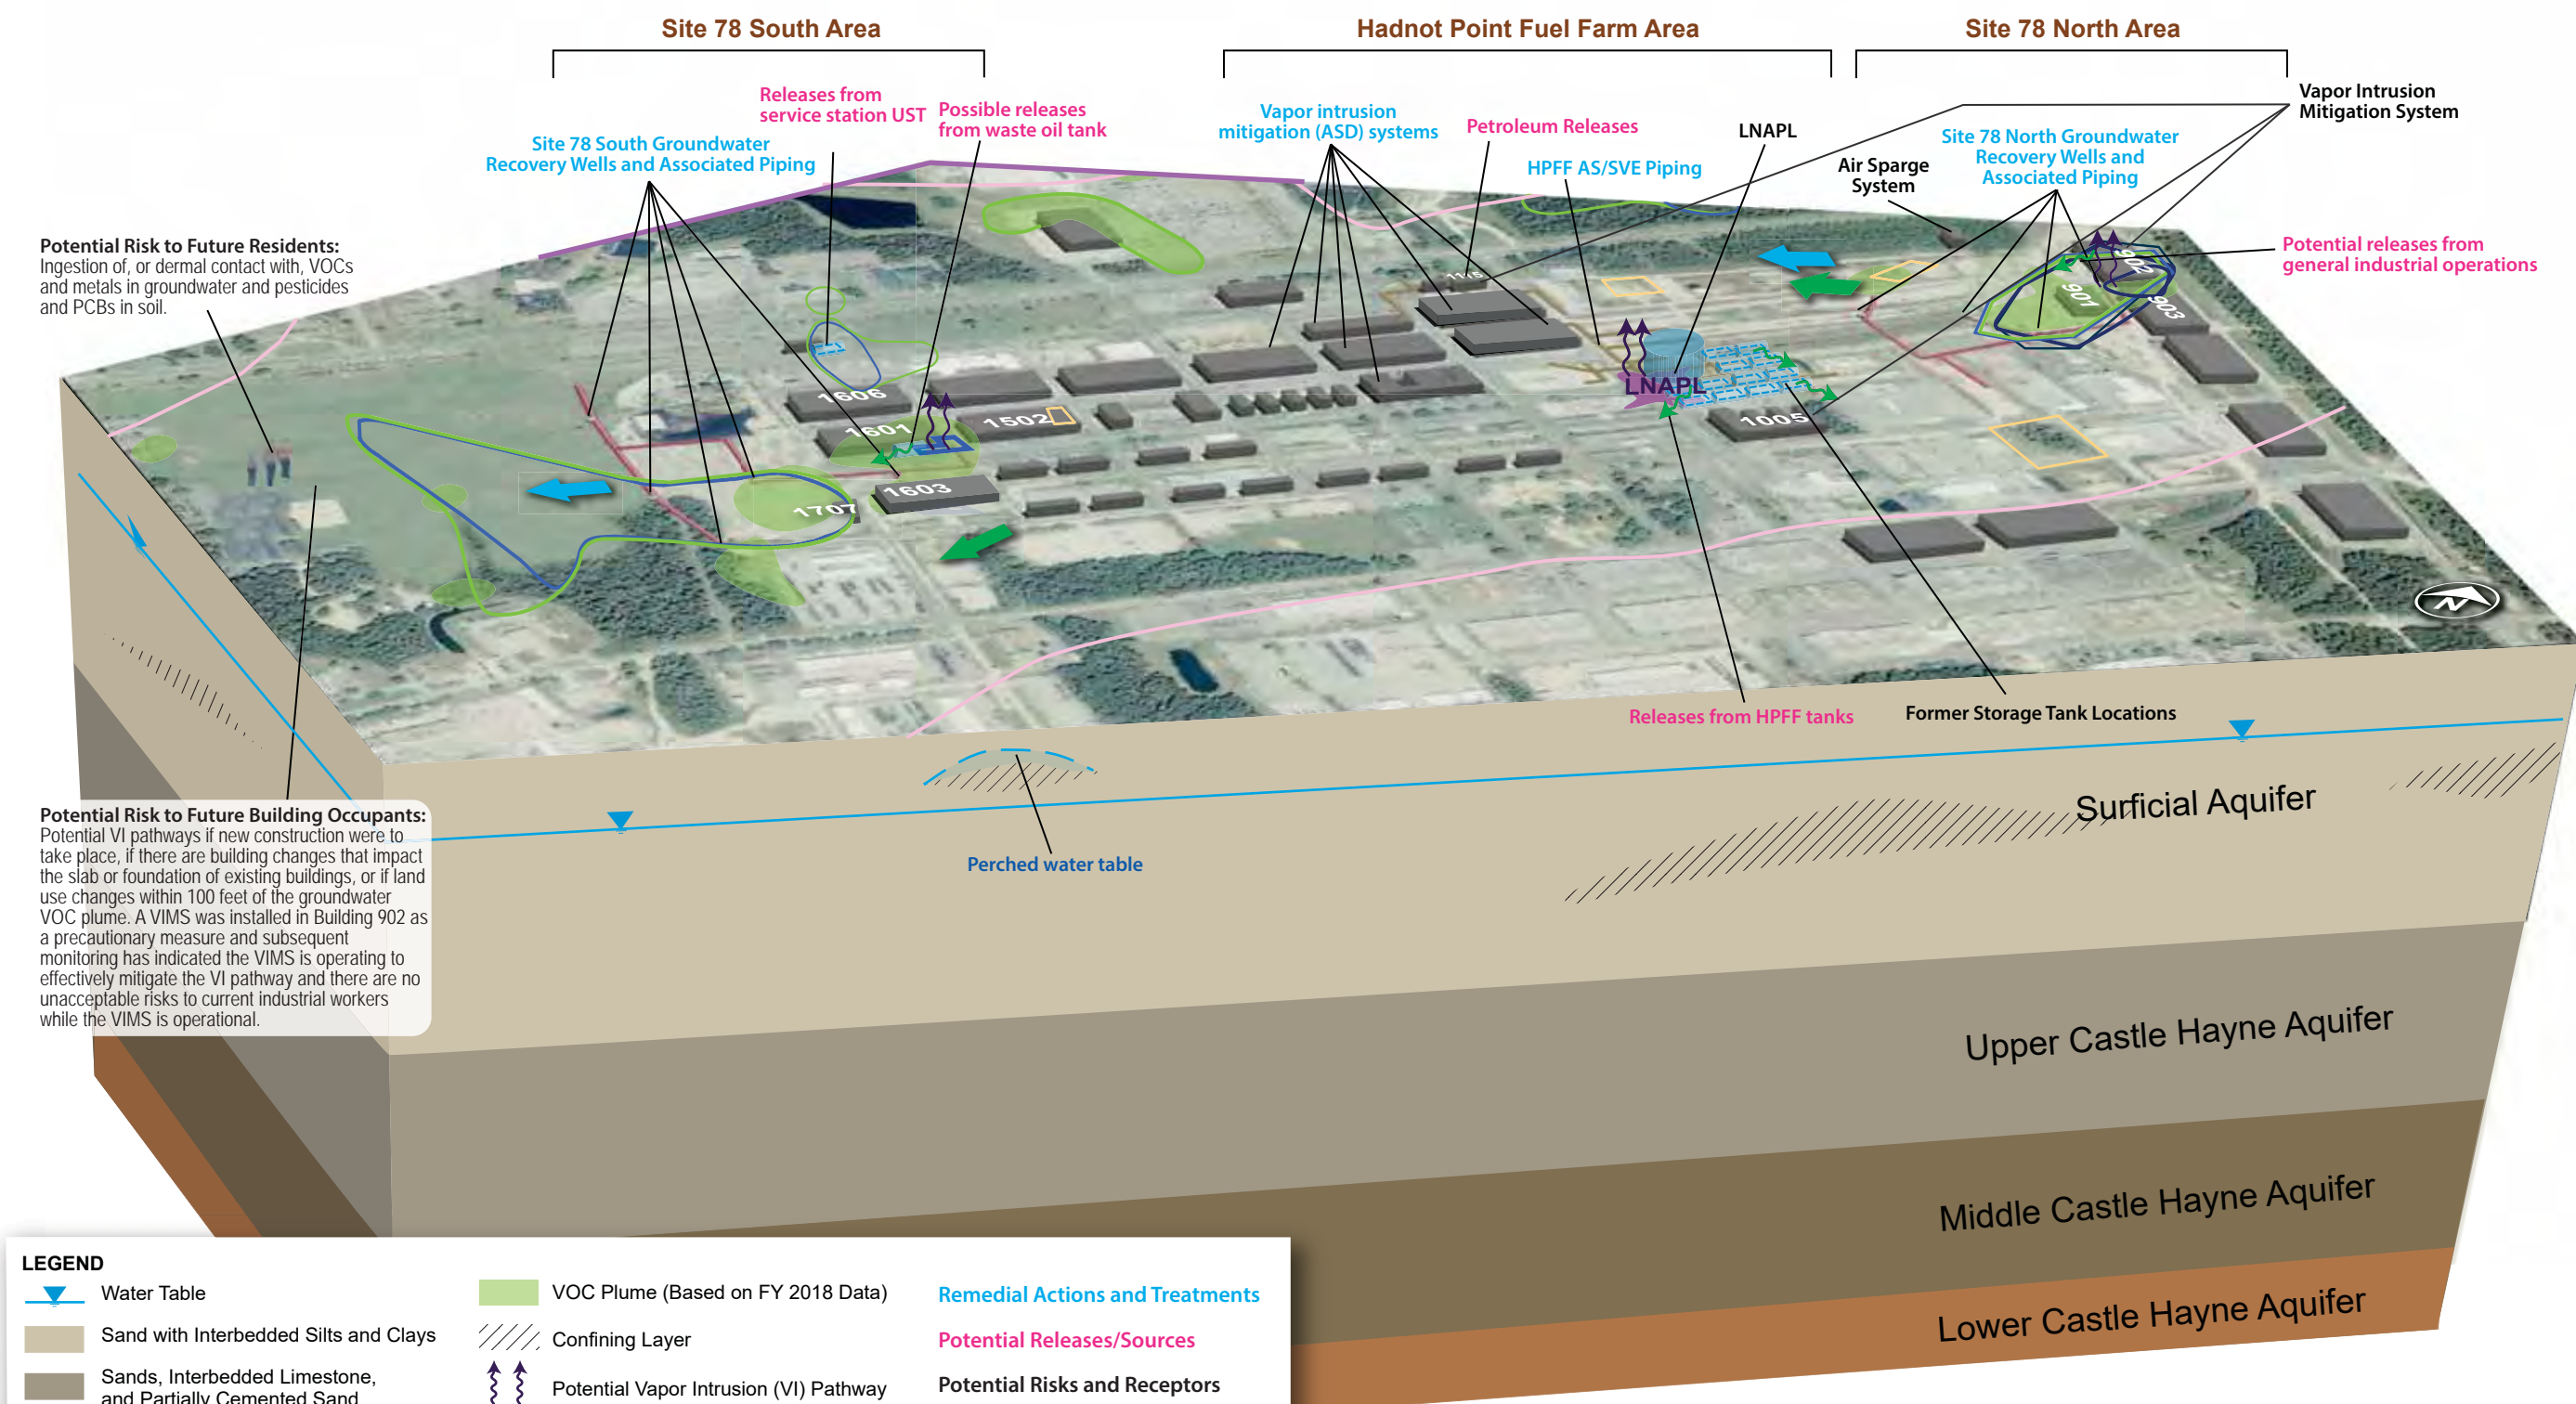 Site 78 South Area
Hadnot Point Fuel Farm Area
Site 78 North Area
Releases from
service station UST
Possible releases
from waste oil tank
Site 78 South Groundwater
Recovery Wells and Associated Piping
Vapor intrusion
mitigation (ASD) systems
Petroleum Releases
HPFF AS/SVE Piping
LNAPL
Air Sparge
System
Site 78 North Groundwater
Recovery Wells and
Associated Piping
Vapor Intrusion
Mitigation System
Potential releases from
general industrial operations
Potential Risk to Future Residents:
Ingestion of, or dermal contact with, VOCs
and metals in groundwater and pesticides
and PCBs in soil.
902
901
903
LNAPL
1005
1606
1601
1502
1603
1707
N
Releases from HPFF tanks
Former Storage Tank Locations
Perched water table
Potential Risk to Future Building Occupants:
Potential VI pathways if new construction were to
take place, if there are building changes that impact
the slab or foundation of existing buildings, or if land
use changes within 100 feet of the groundwater
VOC plume. A VIMS was installed in Building 902 as
a precautionary measure and subsequent
monitoring has indicated the VIMS is operating to
effectively mitigate the VI pathway and there are no
unacceptable risks to current industrial workers
while the VIMS is operational.
Surficial Aquifer
Upper Castle Hayne Aquifer
Middle Castle Hayne Aquifer
Lower Castle Hayne Aquifer
LEGEND
Water Table
Sand with Interbedded Silts and Clays
Sands, Interbedded Limestone,
and Partially Cemented Sand
VOC Plume (Based on FY 2018 Data)
Confining Layer
Potential Vapor Intrusion (VI) Pathway
Remedial Actions and Treatments
Potential Releases/Sources
Potential Risks and Receptors